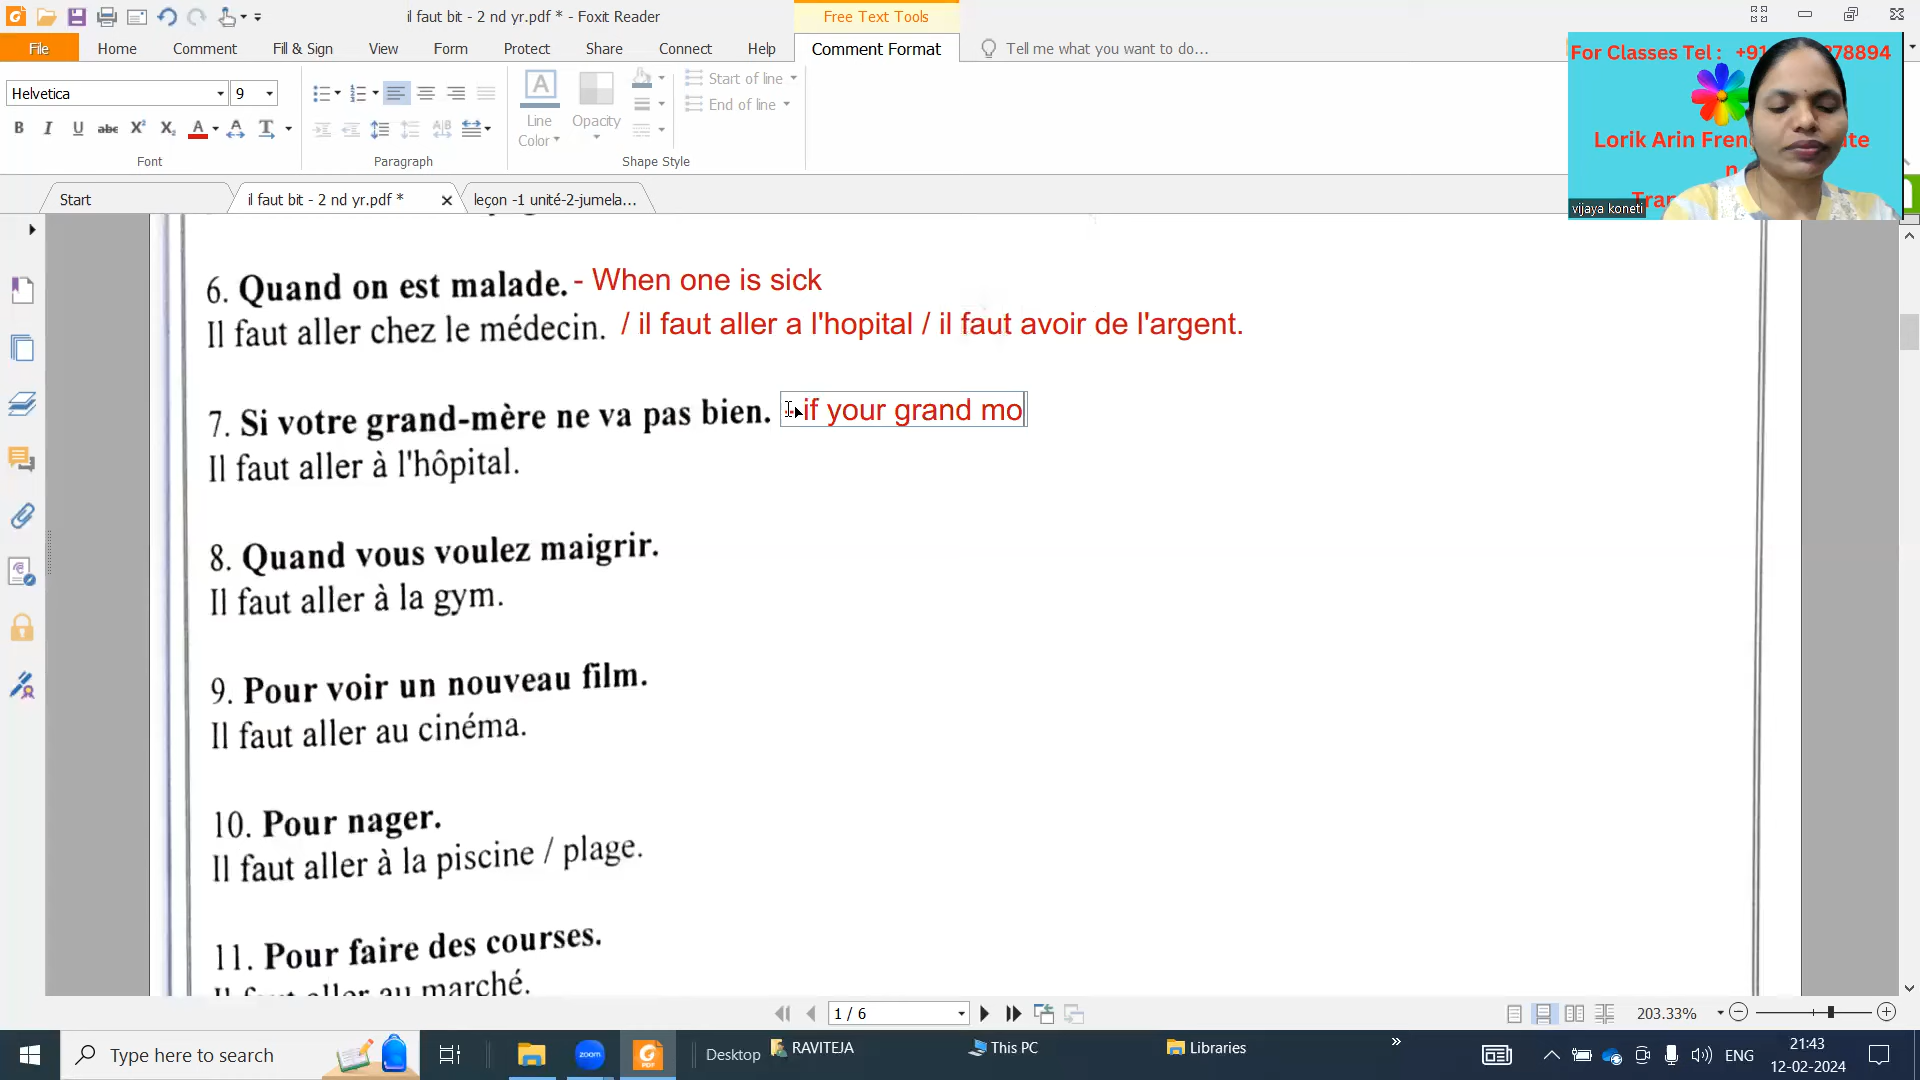 il faut bit - 2 nd yr.pdf * - Foxit Reader
Free Text Tools
File Home Comment Fill & Sign View Form Protect Share Connect Help Comment Format Tell me what you want to do...
For Classes Tel : +91 78894
Helvetica 9
Start of line
End of line
Line Color
Opacity
Font Paragraph Shape Style
Lorik Arin Fren te
n
Tran
vijaya koneti
Start il faut bit - 2 nd yr.pdf * leçon -1 unité-2-jumela...
6. Quand on est malade. - When one is sick
Il faut aller chez le médecin. / il faut aller a l'hopital / il faut avoir de l'argent.
7. Si votre grand-mère ne va pas bien. - if your grand mo
Il faut aller à l'hôpital.
8. Quand vous voulez maigrir.
Il faut aller à la gym.
9. Pour voir un nouveau film.
Il faut aller au cinéma.
10. Pour nager.
Il faut aller à la piscine / plage.
11. Pour faire des courses.
Il faut aller au marché.
1 / 6
203.33%
Type here to search
zoom
Desktop RAVITEJA This PC Libraries
ENG
21:43
12-02-2024